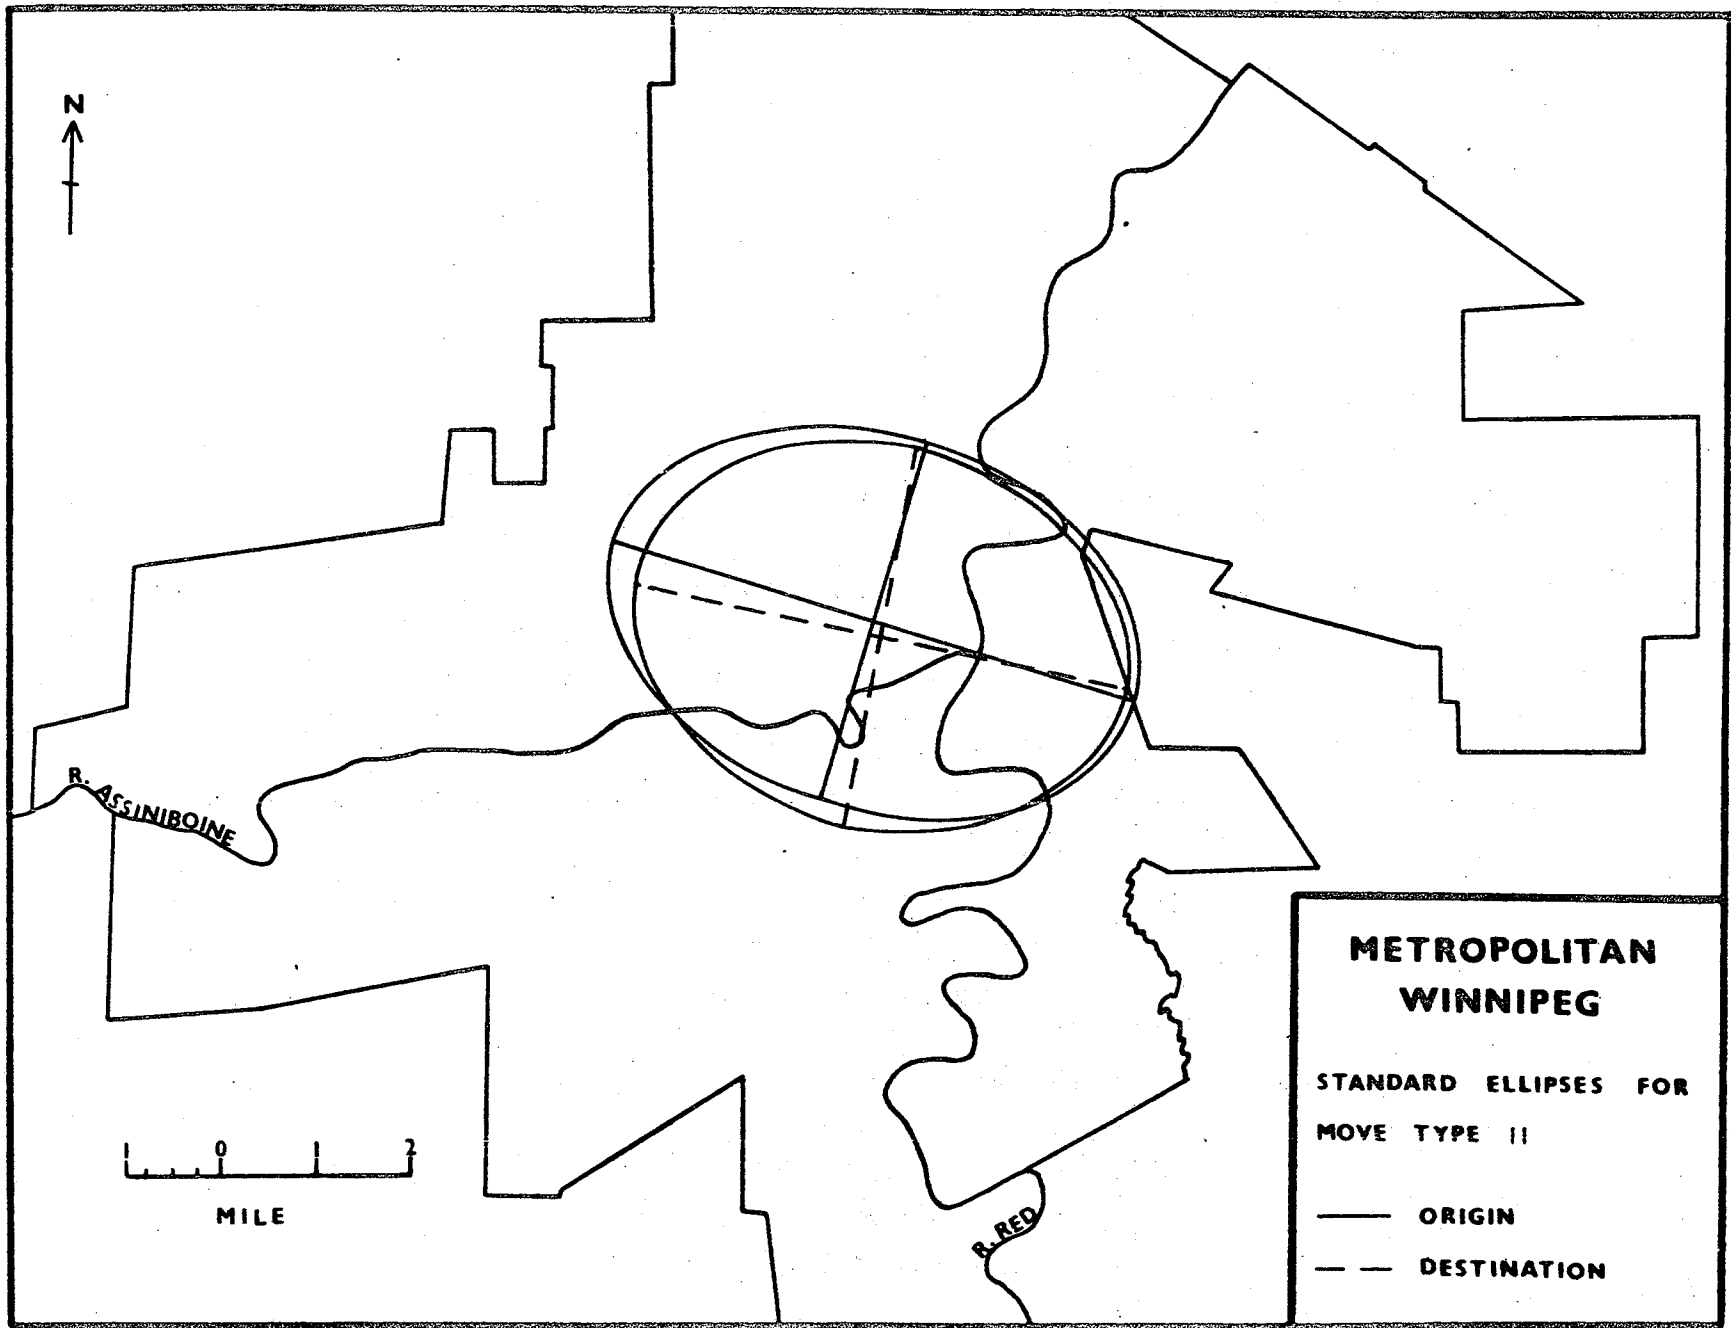 N
R. ASSINIBOINE
1 0 1 2
MILE
R. RED
METROPOLITAN
WINNIPEG
STANDARD ELLIPSES FOR
MOVE TYPE II
ORIGIN
DESTINATION